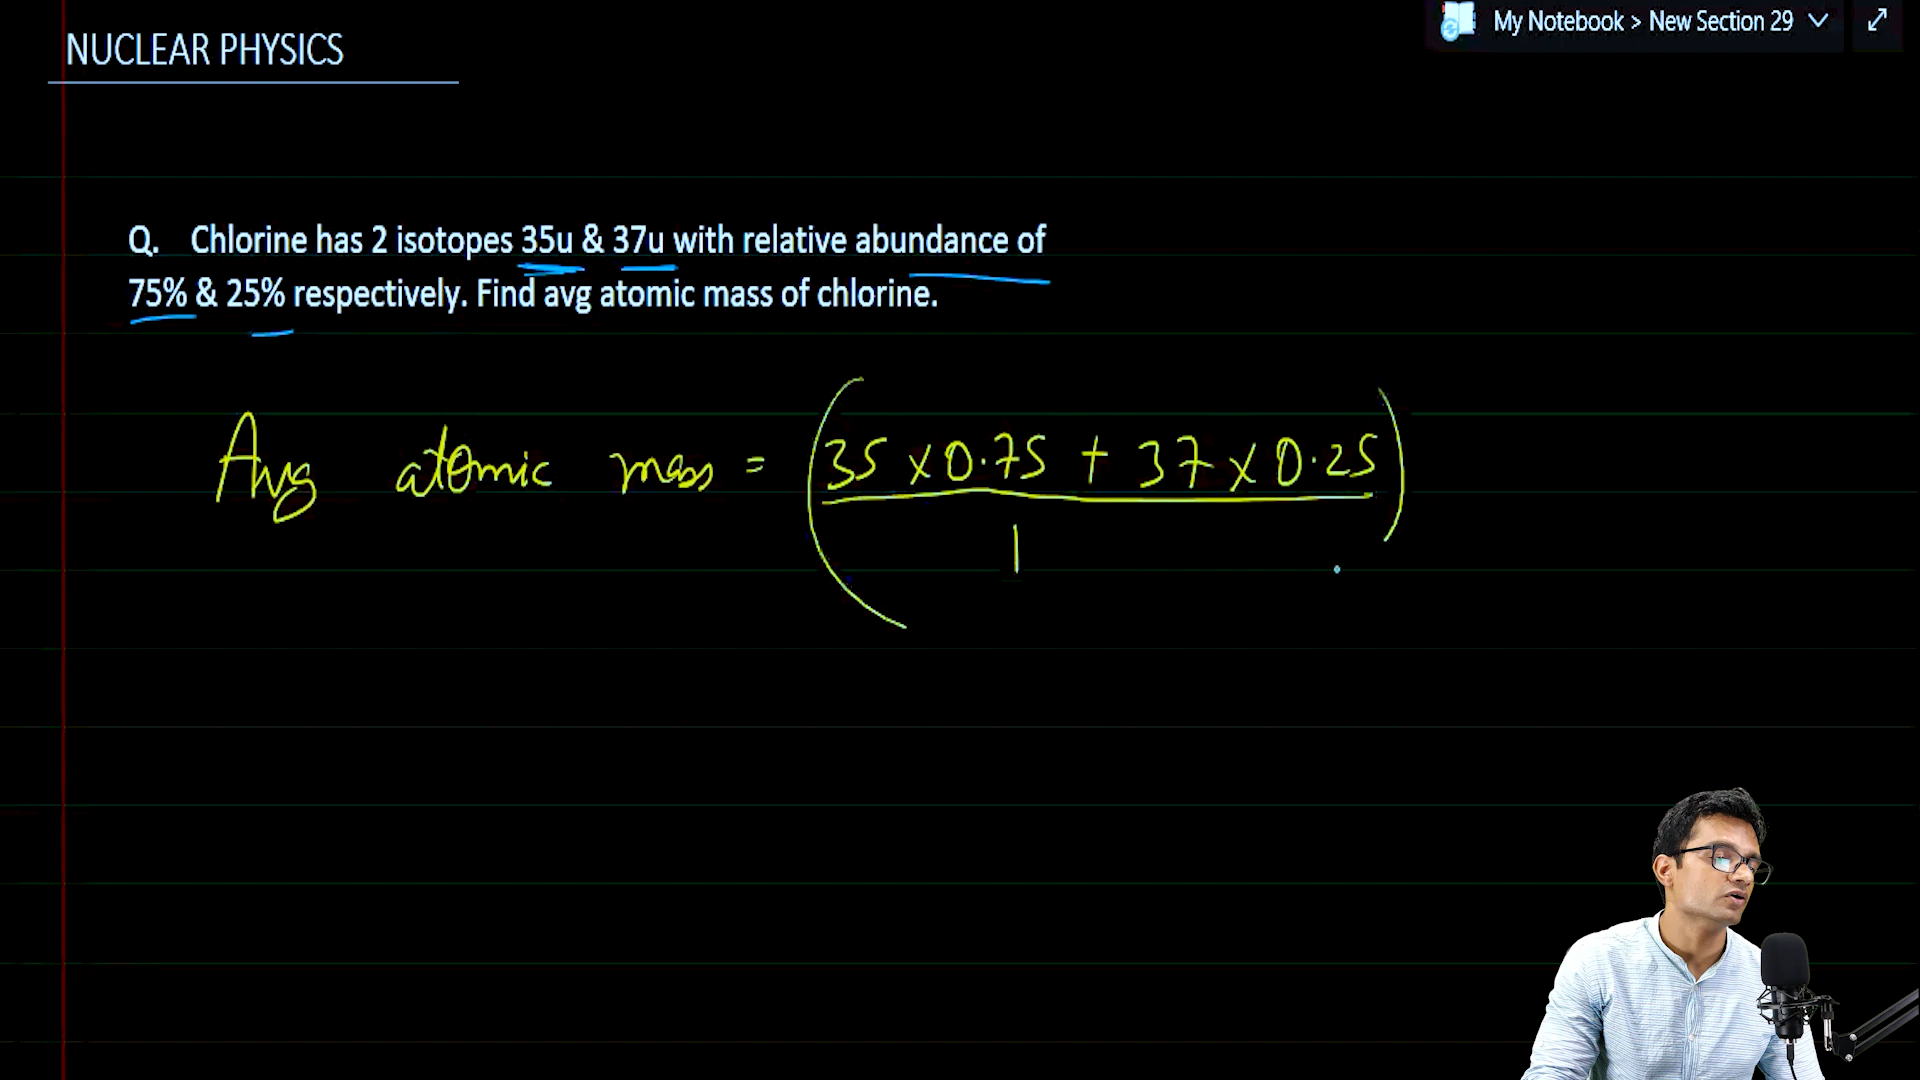 NUCLEAR PHYSICS
My Notebook > New Section 29
Q. Chlorine has 2 isotopes 35u & 37u with relative abundance of
75% & 25% respectively. Find avg atomic mass of chlorine.
Avg atomic mass = (35 x 0.75 + 37 x 0.25)
1